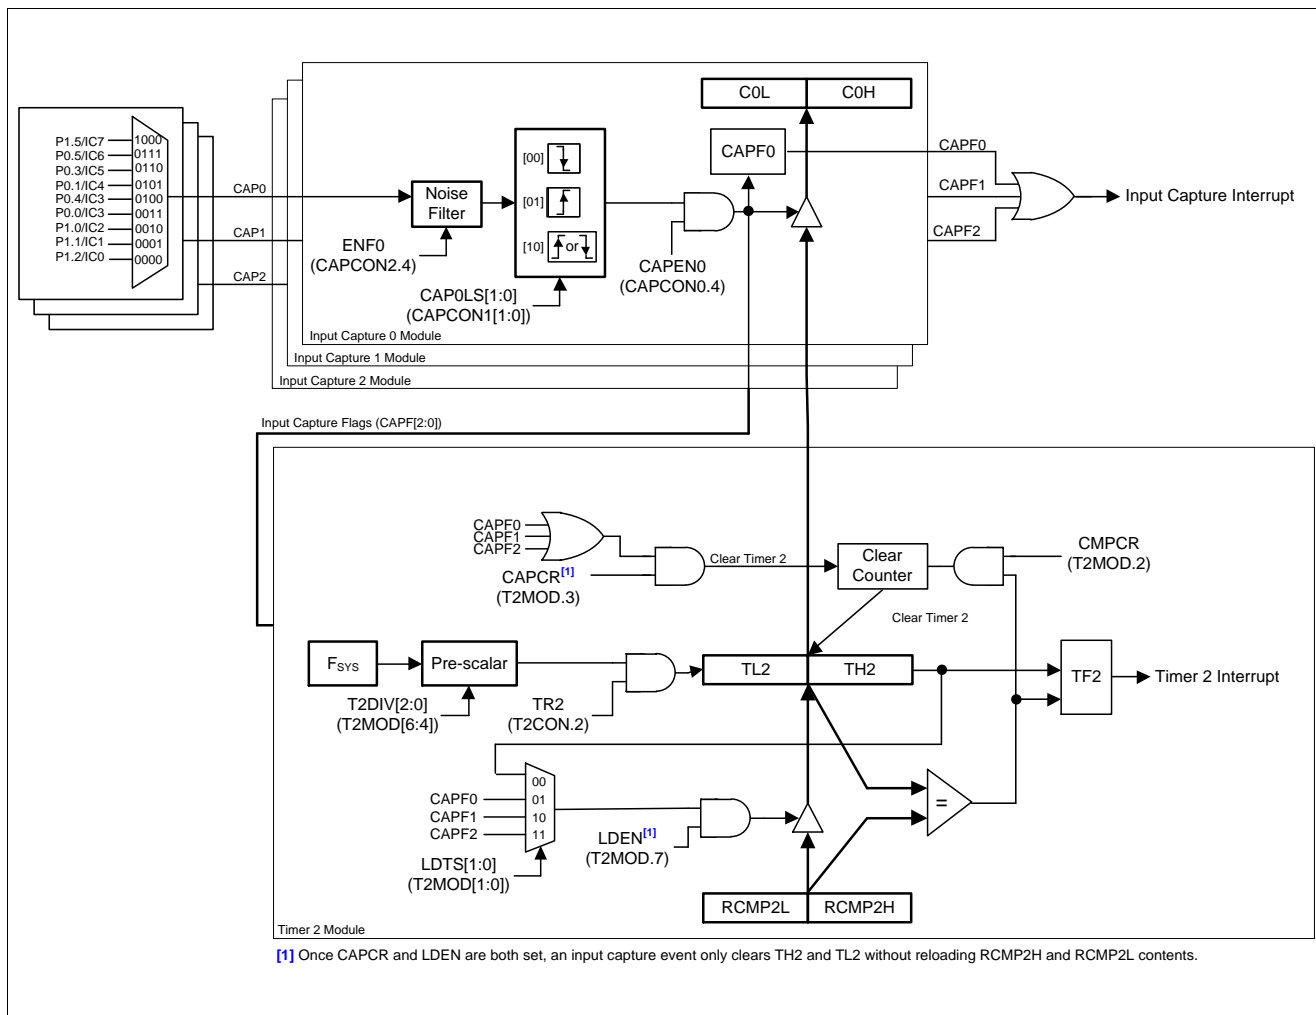 C0L C0H
P1.5/IC7 1000
P0.5/IC6 0111
P0.3/IC5 0110
P0.1/IC4 0101
P0.4/IC3 0100
P0.0/IC3 0011
P1.0/IC2 0010
P1.1/IC1 0001
P1.2/IC0 0000
CAP0
CAP1
CAP2
Noise
Filter
ENF0
(CAPCON2.4)
[00]
[01]
[10] or
CAP0LS[1:0]
(CAPCON1[1:0])
CAPEN0
(CAPCON0.4)
CAPF0
CAPF0
CAPF1
CAPF2
Input Capture Interrupt
Input Capture 0 Module
Input Capture 1 Module
Input Capture 2 Module
Input Capture Flags (CAPF[2:0])
CAPF0
CAPF1
CAPF2
CAPCR[1]
(T2MOD.3)
Clear Timer 2
Clear
Counter
CMPCR
(T2MOD.2)
Clear Timer 2
FSYS
Pre-scalar
T2DIV[2:0]
(T2MOD[6:4])
TR2
(T2CON.2)
TL2 TH2
TF2
Timer 2 Interrupt
00
CAPF0 01
CAPF1 10
CAPF2 11
LDTS[1:0]
(T2MOD[1:0])
LDEN[1]
(T2MOD.7)
=
RCMP2L RCMP2H
Timer 2 Module
[1] Once CAPCR and LDEN are both set, an input capture event only clears TH2 and TL2 without reloading RCMP2H and RCMP2L contents.